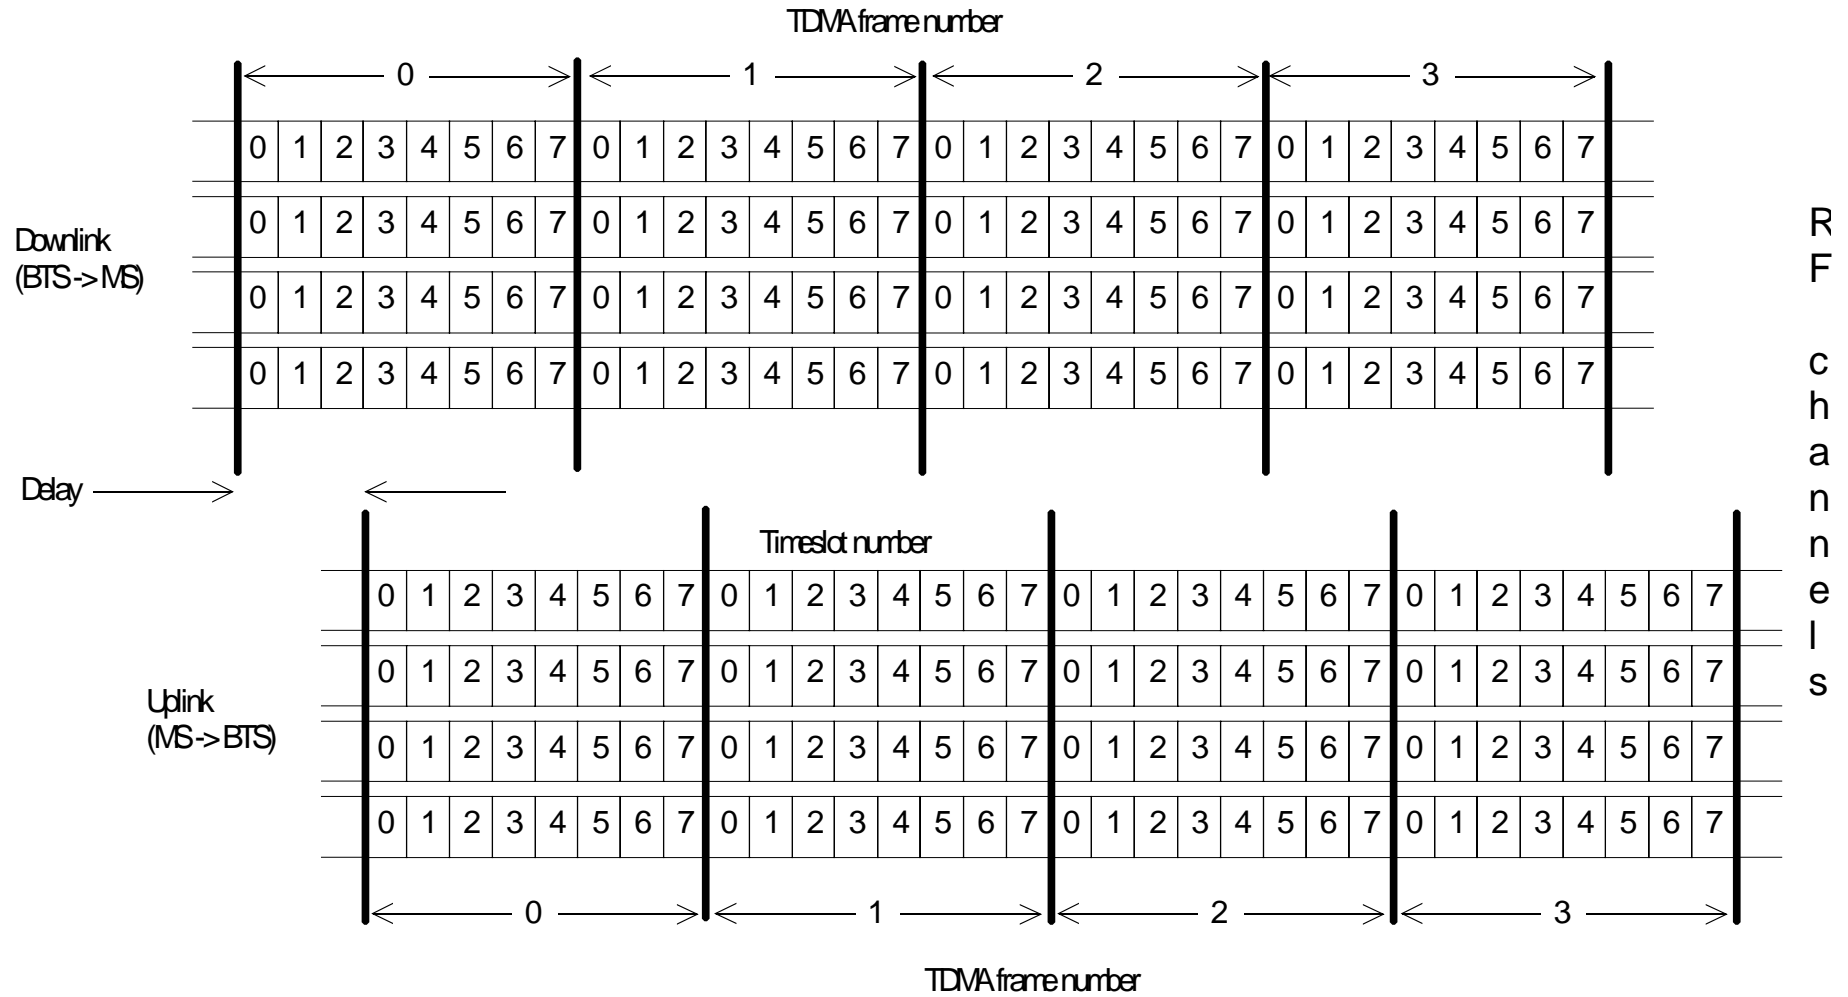 TDMA frame number
0 1 2 3
0 1 2 3 4 5 6 7 0 1 2 3 4 5 6 7 0 1 2 3 4 5 6 7 0 1 2 3 4 5 6 7
0 1 2 3 4 5 6 7 0 1 2 3 4 5 6 7 0 1 2 3 4 5 6 7 0 1 2 3 4 5 6 7
Downlink
(BTS -> MS)
0 1 2 3 4 5 6 7 0 1 2 3 4 5 6 7 0 1 2 3 4 5 6 7 0 1 2 3 4 5 6 7
0 1 2 3 4 5 6 7 0 1 2 3 4 5 6 7 0 1 2 3 4 5 6 7 0 1 2 3 4 5 6 7
RF channels
Delay
Timeslot number
0 1 2 3 4 5 6 7 0 1 2 3 4 5 6 7 0 1 2 3 4 5 6 7 0 1 2 3 4 5 6 7
0 1 2 3 4 5 6 7 0 1 2 3 4 5 6 7 0 1 2 3 4 5 6 7 0 1 2 3 4 5 6 7
Uplink
(MS -> BTS)
0 1 2 3 4 5 6 7 0 1 2 3 4 5 6 7 0 1 2 3 4 5 6 7 0 1 2 3 4 5 6 7
0 1 2 3 4 5 6 7 0 1 2 3 4 5 6 7 0 1 2 3 4 5 6 7 0 1 2 3 4 5 6 7
0 1 2 3
TDMA frame number